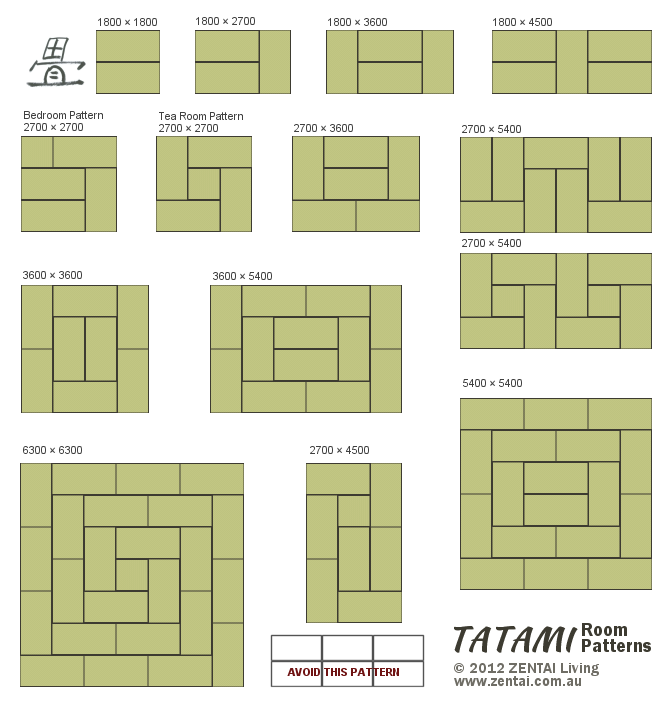 1800 × 1800
1800 × 2700
1800 × 3600
1800 × 4500
Bedroom Pattern
2700 × 2700
Tea Room Pattern
2700 × 2700
2700 × 3600
2700 × 5400
2700 × 5400
3600 × 3600
3600 × 5400
5400 × 5400
6300 × 6300
2700 × 4500
AVOID THIS PATTERN
TATAMI Room
Patterns
© 2012 ZENTAI Living
www.zentai.com.au